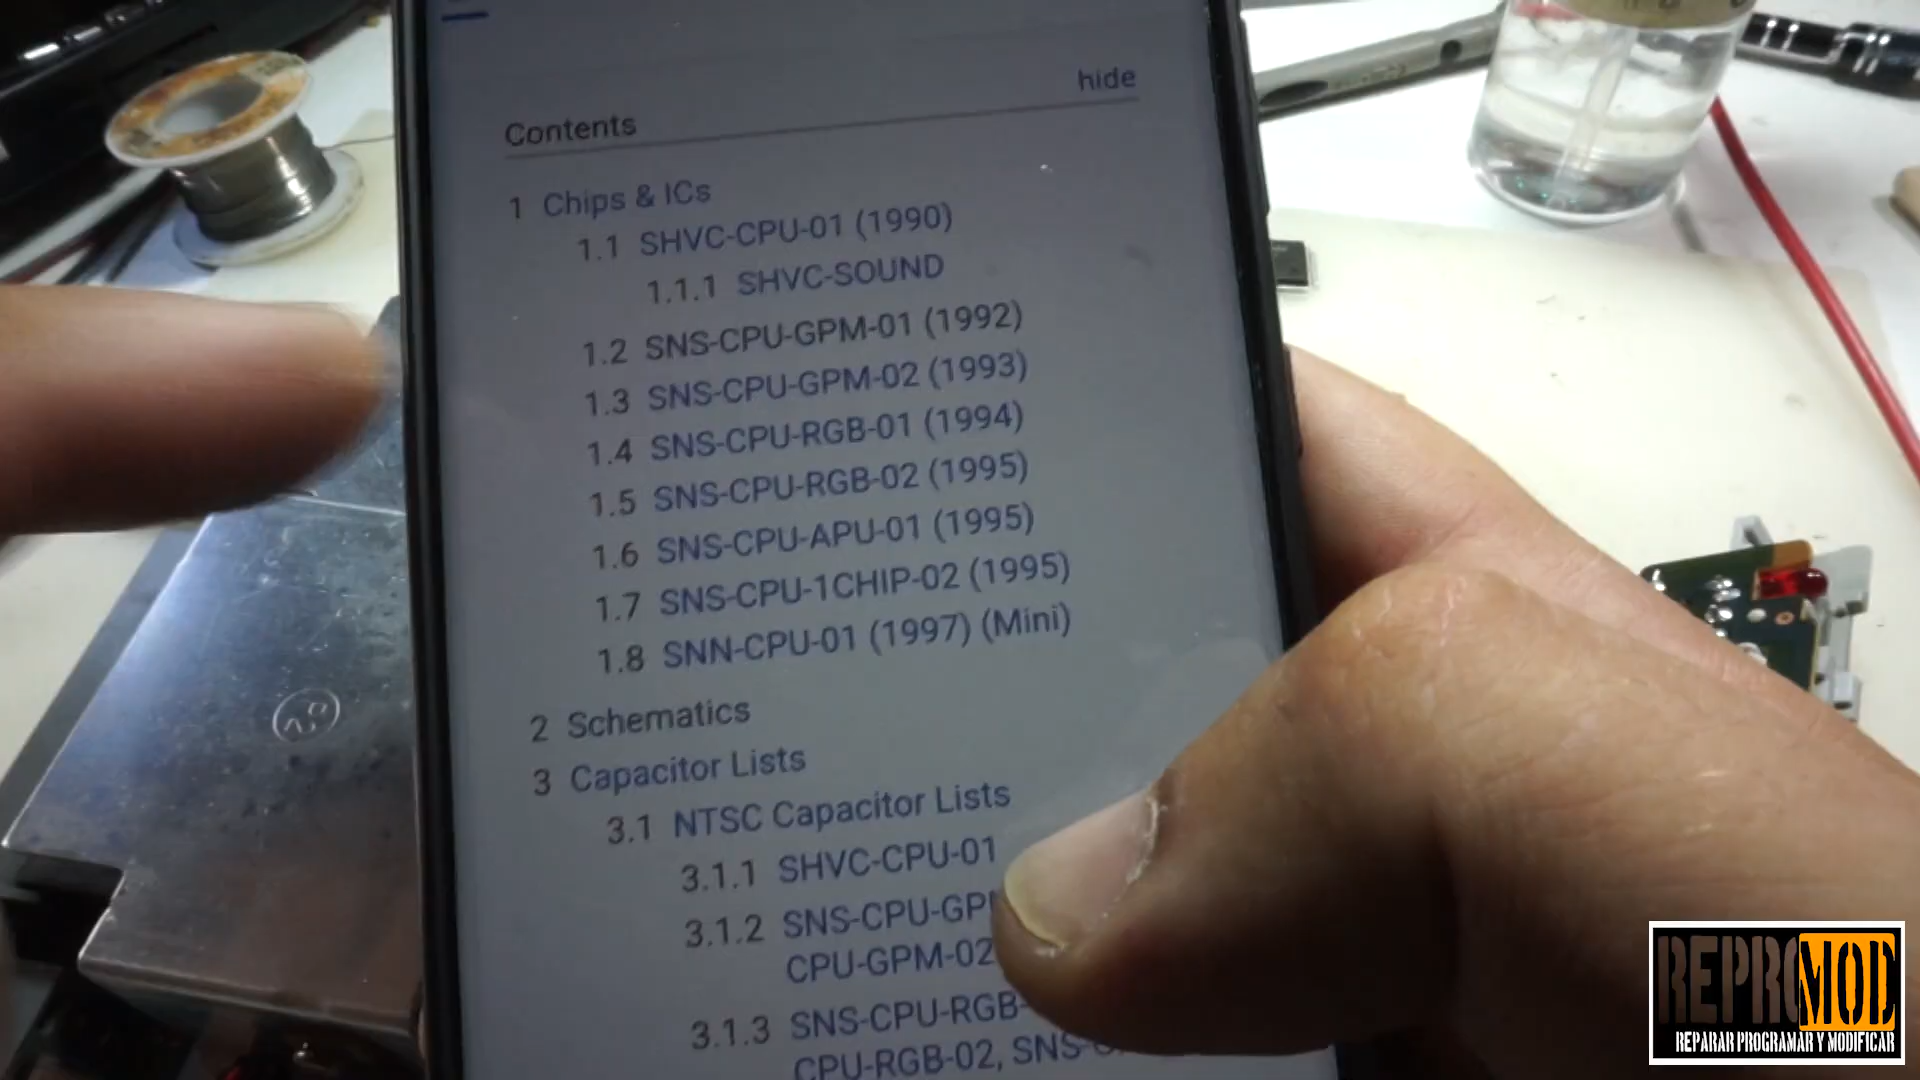 hide
Contents
1 Chips & ICs
1.1 SHVC-CPU-01 (1990)
1.1.1 SHVC-SOUND
1.2 SNS-CPU-GPM-01 (1992)
1.3 SNS-CPU-GPM-02 (1993)
1.4 SNS-CPU-RGB-01 (1994)
1.5 SNS-CPU-RGB-02 (1995)
1.6 SNS-CPU-APU-01 (1995)
1.7 SNS-CPU-1CHIP-02 (1995)
1.8 SNN-CPU-01 (1997) (Mini)
2 Schematics
3 Capacitor Lists
3.1 NTSC Capacitor Lists
3.1.1 SHVC-CPU-01
3.1.2 SNS-CPU-GP
CPU-GPM-02
3.1.3 SNS-CPU-RGB-
CPU-RGB-02, SNS-
REPROMOD
REPARAR PROGRAMAR Y MODIFICAR